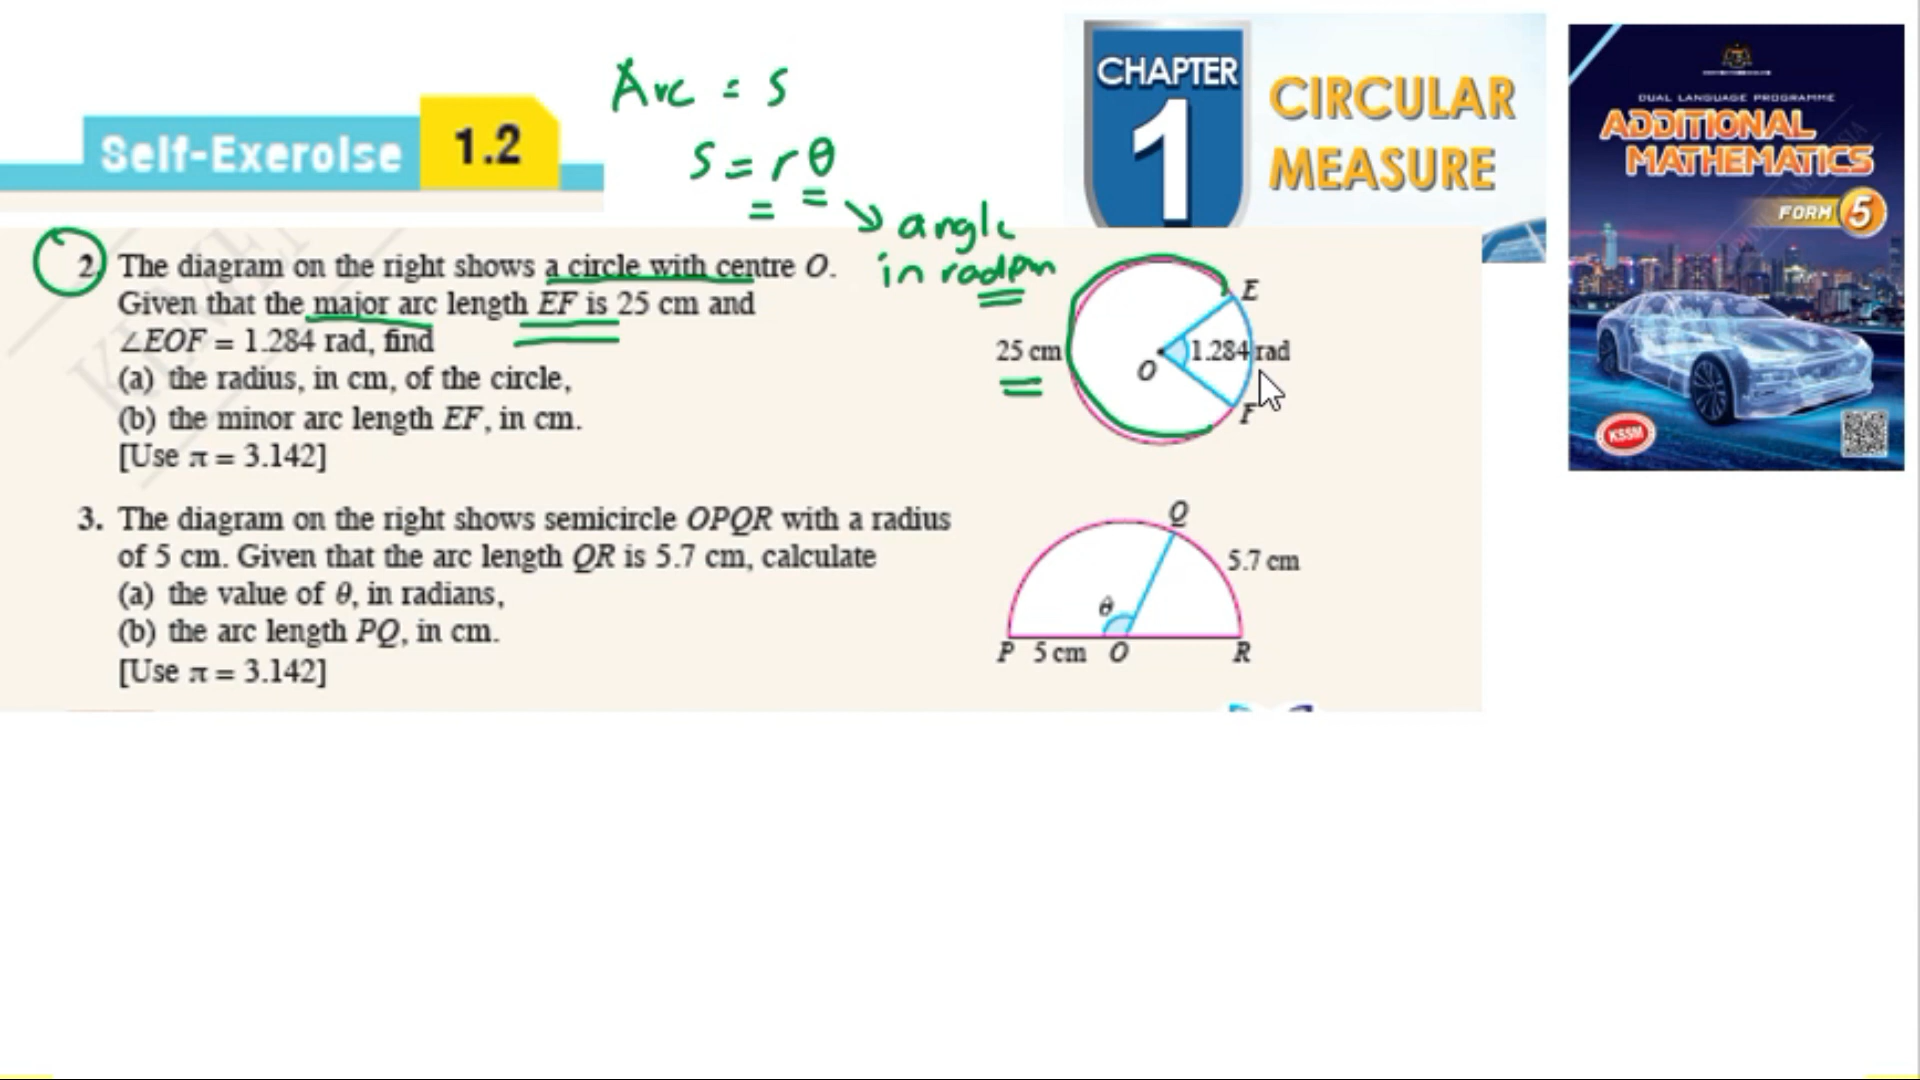 Arc = s
s = rθ
angle
in radian
Self-Exercise 1.2
CHAPTER
1
CIRCULAR
MEASURE
DUAL LANGUAGE PROGRAMME
ADDITIONAL
MATHEMATICS
FORM 5
KSSM
2. The diagram on the right shows a circle with centre O.
Given that the major arc length EF is 25 cm and
∠EOF = 1.284 rad, find
(a) the radius, in cm, of the circle,
(b) the minor arc length EF, in cm.
[Use π = 3.142]
E
25 cm
1.284 rad
O
F
3. The diagram on the right shows semicircle OPQR with a radius
of 5 cm. Given that the arc length QR is 5.7 cm, calculate
(a) the value of θ, in radians,
(b) the arc length PQ, in cm.
[Use π = 3.142]
Q
5.7 cm
θ
P 5 cm O R